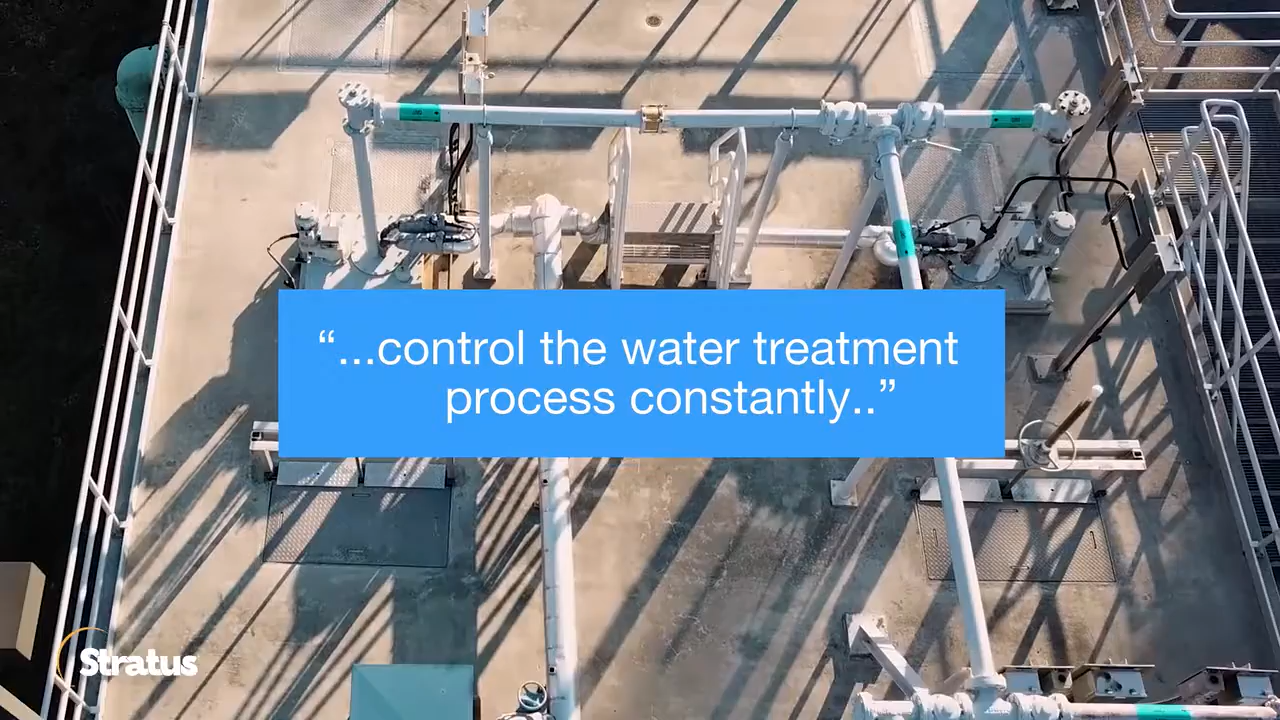 “...control the water treatment
process constantly..”
Stratus